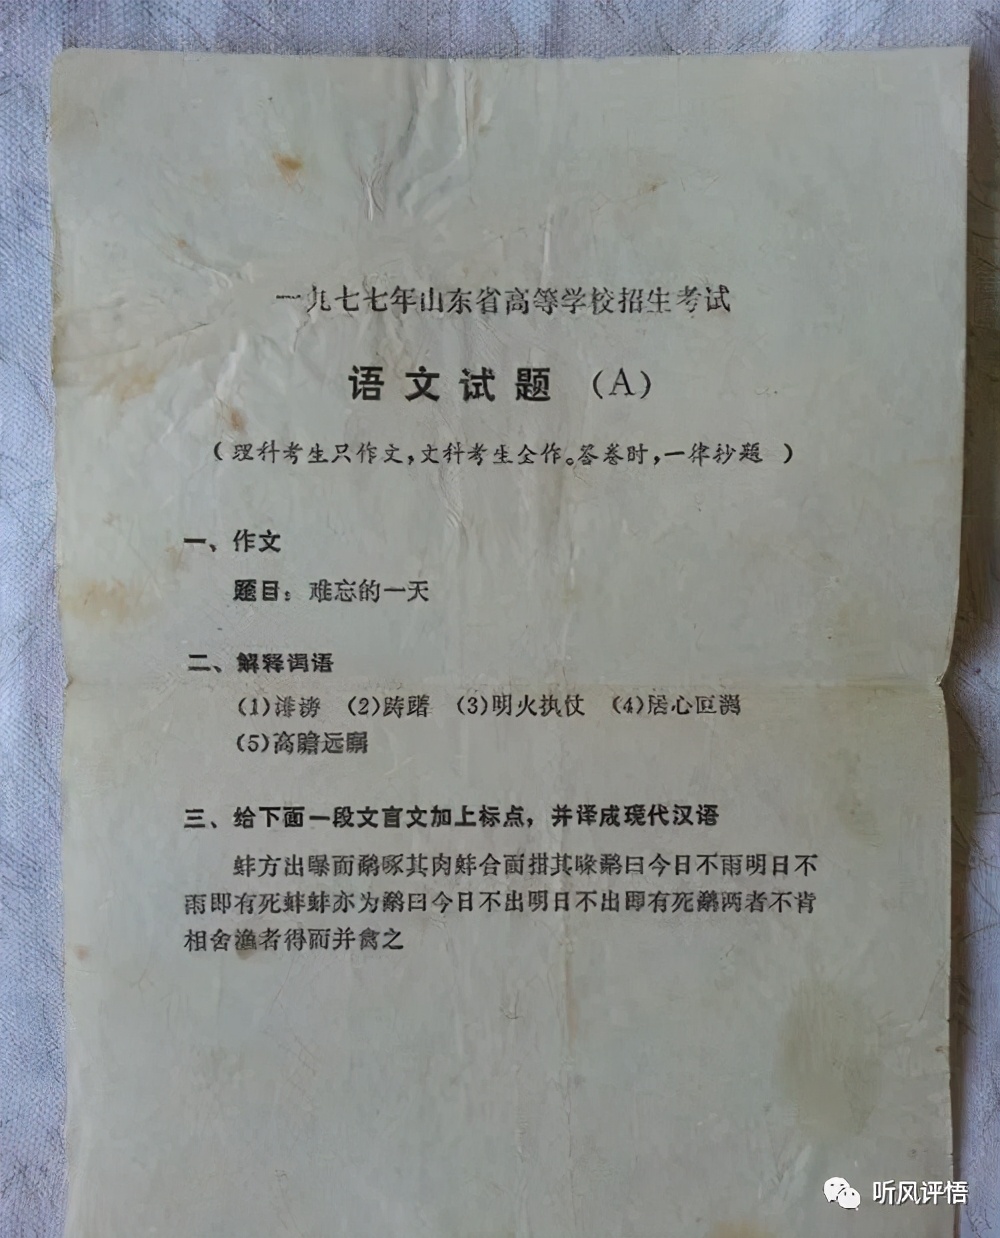 一九七七年山东省高等学校招生考试
语文试题（A）
（理科考生只作文，文科考生全作。答卷时，一律抄题）
一、作文
题目：难忘的一天
二、解释词语
(1)诽谤 (2)踌躇 (3)明火执仗 (4)居心叵测
(5)高瞻远瞩
三、给下面一段文言文加上标点，并译成现代汉语
蚌方出曝而鹬啄其肉蚌合而拑其喙鹬曰今日不雨明日不
雨即有死蚌蚌亦为鹬曰今日不出明日不出即有死鹬两者不肯
相舍渔者得而并禽之
听风评悟